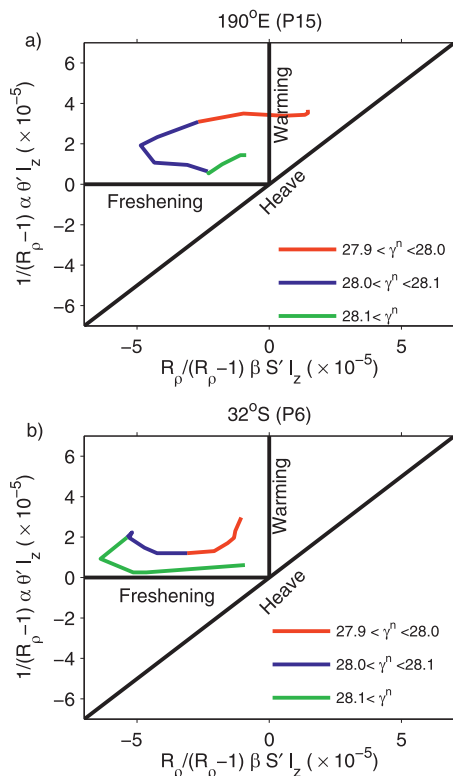 190°E (P15)
a)
6
4
2
0
−2
−4
−6
1/(Rρ−1) α θ′ I_z (× 10⁻⁵)
Warming
Freshening
Heave
27.9 < γⁿ <28.0
28.0< γⁿ <28.1
28.1< γⁿ
−5 0 5
Rρ/(Rρ−1) β S′ I_z (× 10⁻⁵)
32°S (P6)
b)
6
4
2
0
−2
−4
−6
1/(Rρ−1) α θ′ I_z (× 10⁻⁵)
Warming
Freshening
Heave
27.9 < γⁿ <28.0
28.0< γⁿ <28.1
28.1< γⁿ
−5 0 5
Rρ/(Rρ−1) β S′ I_z (× 10⁻⁵)